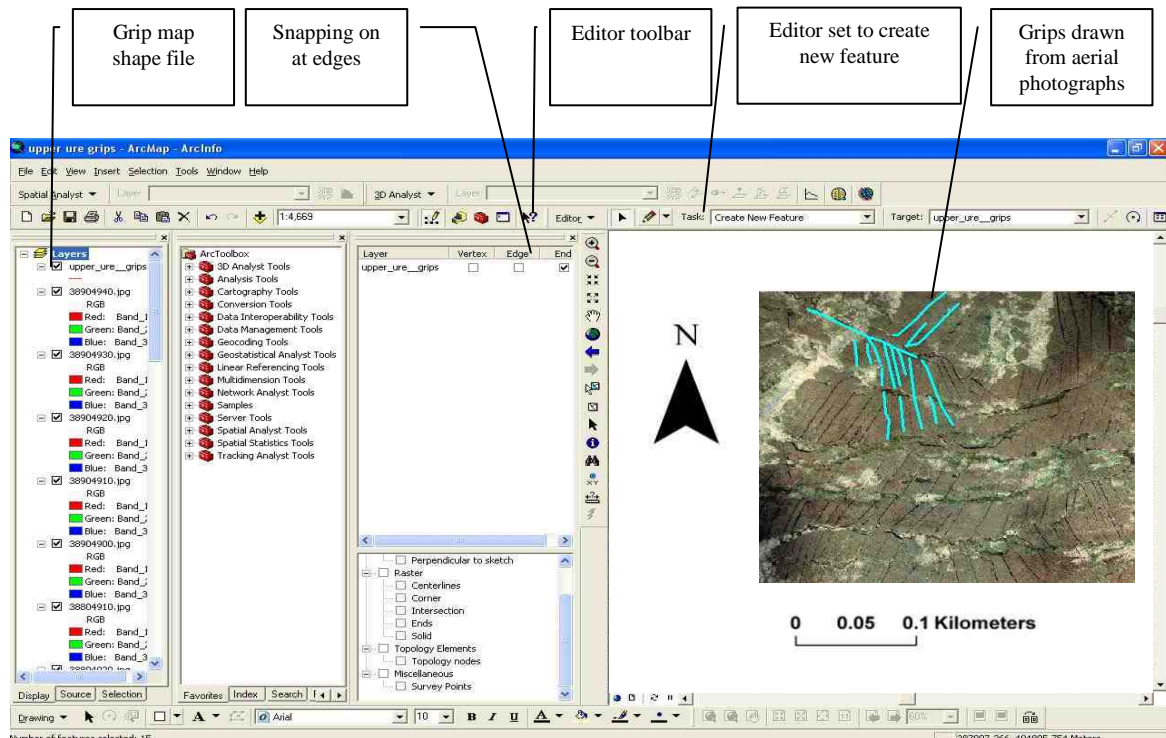 Grip map
shape file
Snapping on
at edges
Editor toolbar
Editor set to create
new feature
Grips drawn
from aerial
photographs
upper ure grips - ArcMap - ArcInfo
File Edit View Insert Selection Tools Window Help
Spatial Analyst Layer 3D Analyst Layer
1:4,669 Editor Task: Create New Feature Target: upper_ure__grips
Layers
upper_ure__grips
38904940.jpg
RGB
Red: Band_1
Green: Band_2
Blue: Band_3
38904930.jpg
RGB
Red: Band_1
Green: Band_2
Blue: Band_3
38904920.jpg
RGB
Red: Band_1
Green: Band_2
Blue: Band_3
38904910.jpg
RGB
Red: Band_1
Green: Band_2
Blue: Band_3
38904900.jpg
RGB
Red: Band_1
Green: Band_2
Blue: Band_3
38804910.jpg
RGB
Red: Band_1
Green: Band_2
Blue: Band_3
Display Source Selection
ArcToolbox
3D Analyst Tools
Analysis Tools
Cartography Tools
Conversion Tools
Data Interoperability Tools
Data Management Tools
Geocoding Tools
Geostatistical Analyst Tools
Linear Referencing Tools
Multidimension Tools
Network Analyst Tools
Samples
Server Tools
Spatial Analyst Tools
Spatial Statistics Tools
Tracking Analyst Tools
Favorites Index Search
Layer Vertex Edge End
upper_ure__grips
Perpendicular to sketch
Raster
Centerlines
Corner
Intersection
Ends
Solid
Topology Elements
Topology nodes
Miscellaneous
Survey Points
N
0 0.05 0.1 Kilometers
Drawing Arial 10 B I U A 60%
Number of features selected: 15